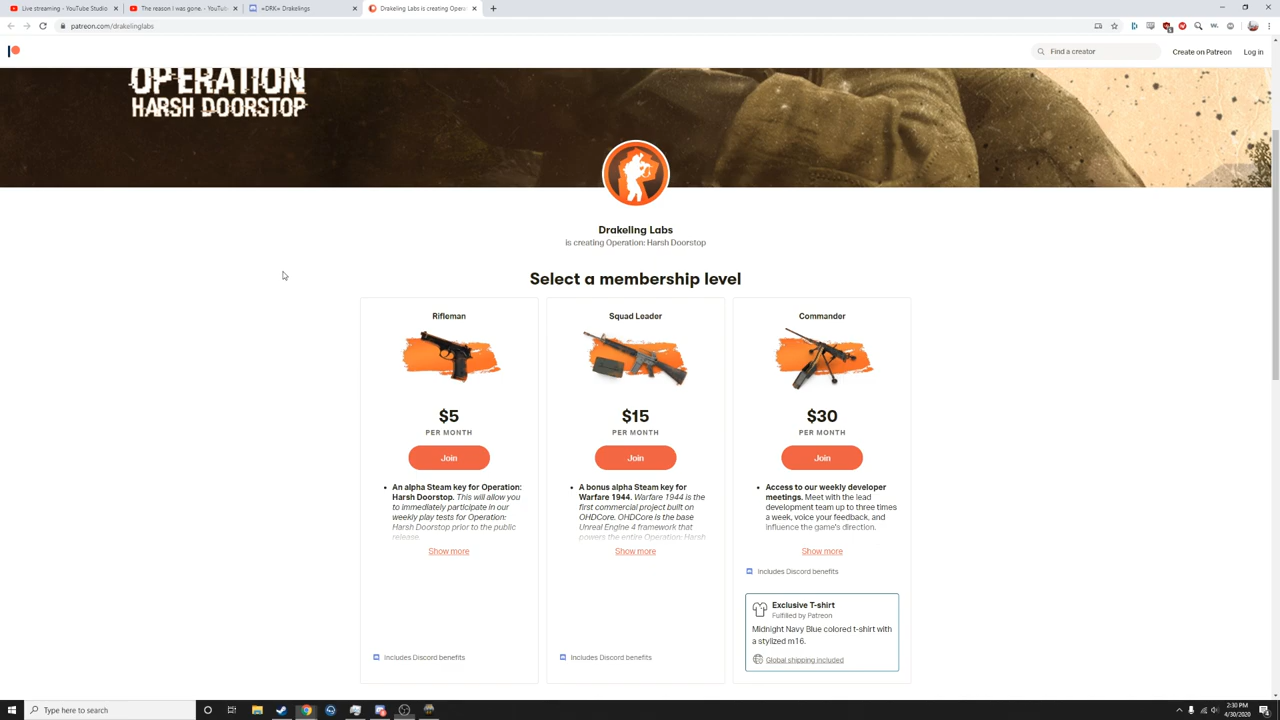 Live streaming - YouTube Studio
The reason I was gone. - YouTub
=DRK= Drakelings
Drakeling Labs is creating Opera
patreon.com/drakelinglabs
Find a creator
Create on Patreon
Log in
OPERATION
HARSH DOORSTOP
Drakeling Labs
is creating Operation: Harsh Doorstop
Select a membership level
Rifleman
$5
PER MONTH
Join
• An alpha Steam key for Operation:
Harsh Doorstop. This will allow you
to immediately participate in our
weekly play tests for Operation:
Harsh Doorstop prior to the public
release.
Show more
Includes Discord benefits
Squad Leader
$15
PER MONTH
Join
• A bonus alpha Steam key for
Warfare 1944. Warfare 1944 is the
first commercial project built on
OHDCore. OHDCore is the base
Unreal Engine 4 framework that
powers the entire Operation: Harsh
Show more
Includes Discord benefits
Commander
$30
PER MONTH
Join
• Access to our weekly developer
meetings. Meet with the lead
development team up to three times
a week, voice your feedback, and
influence the game's direction.
Show more
Includes Discord benefits
Exclusive T-shirt
Fulfilled by Patreon
Midnight Navy Blue colored t-shirt with
a stylized m16.
Global shipping included
Type here to search
2:30 PM
4/30/2020